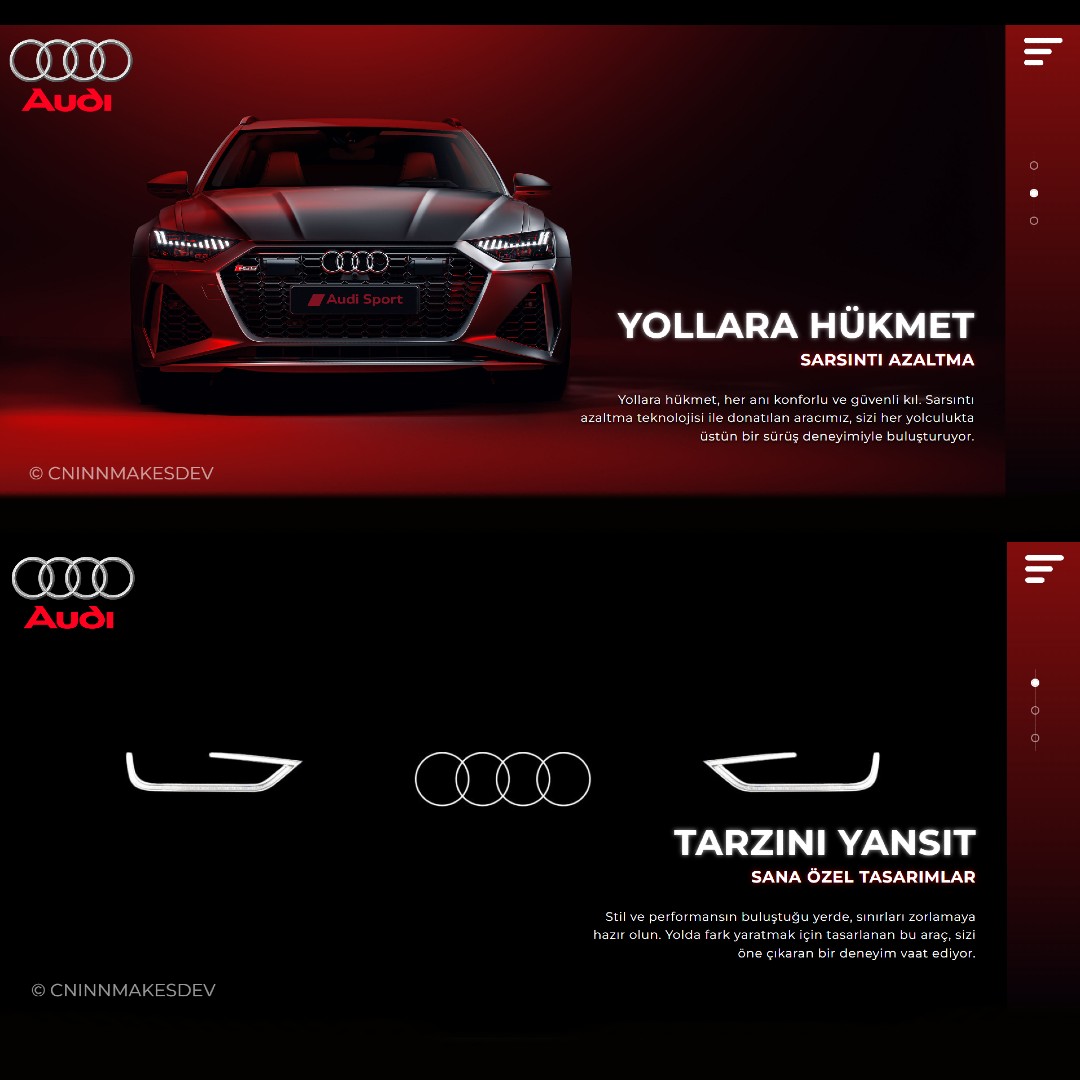 Audi
Audi Sport
YOLLARA HÜKMET
SARSINTI AZALTMA
Yollara hükmet, her anı konforlu ve güvenli kıl. Sarsıntı
azaltma teknolojisi ile donatılan aracımız, sizi her yolculukta
üstün bir sürüş deneyimiyle buluşturuyor.
© CNINNMAKESDEV
Audi
TARZINI YANSIT
SANA ÖZEL TASARIMLAR
Stil ve performansın buluştuğu yerde, sınırları zorlamaya
hazır olun. Yolda fark yaratmak için tasarlanan bu araç, sizi
öne çıkaran bir deneyim vaat ediyor.
© CNINNMAKESDEV